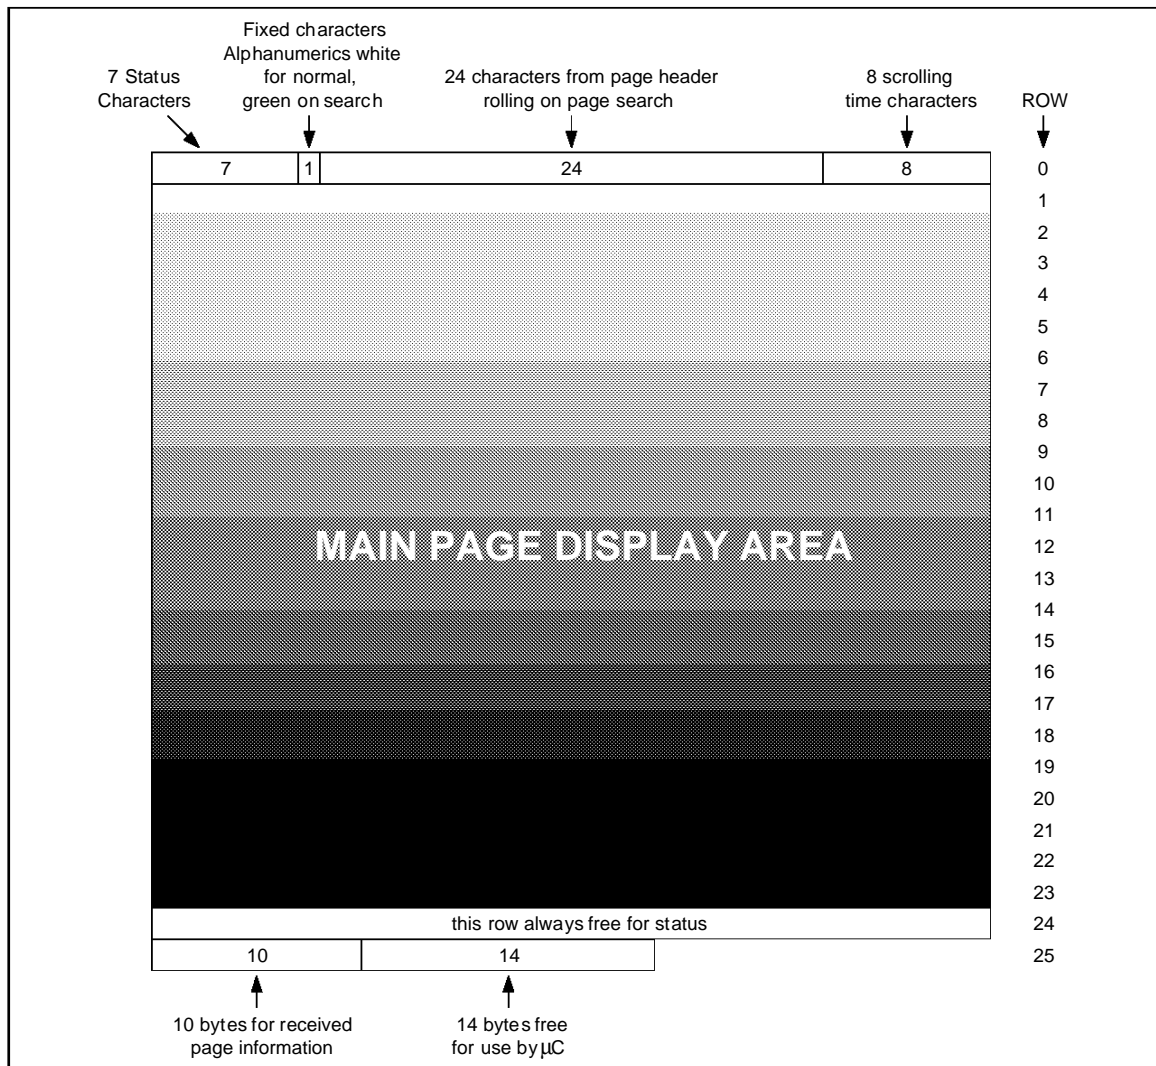 Fixed characters
Alphanumerics white
for normal,
green on search
7 Status
Characters
24 characters from page header
rolling on page search
8 scrolling
time characters
ROW
7 1 24 8 0
1
2
3
4
5
6
7
8
9
10
11
MAIN PAGE DISPLAY AREA 12
13
14
15
16
17
18
19
20
21
22
23
this row always free for status 24
10 14 25
10 bytes for received
page information
14 bytes free
for use by µC